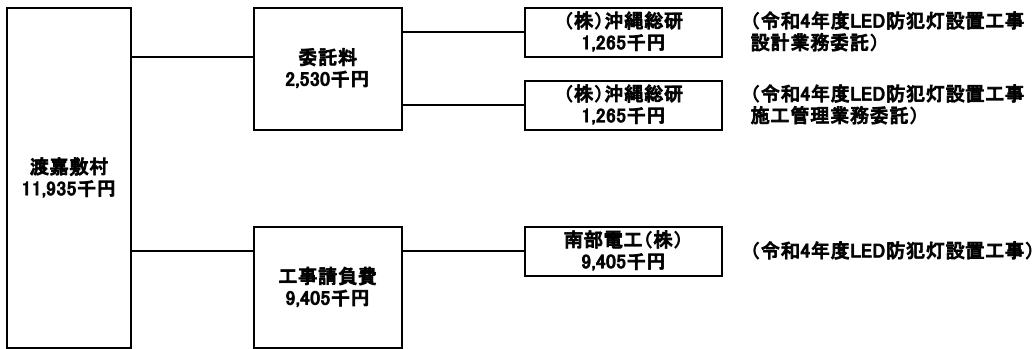 渡嘉敷村
11,935千円
委託料
2,530千円
（株）沖縄総研
1,265千円
（令和4年度LED防犯灯設置工事
設計業務委託）
（株）沖縄総研
1,265千円
（令和4年度LED防犯灯設置工事
施工管理業務委託）
工事請負費
9,405千円
南部電工（株）
9,405千円
（令和4年度LED防犯灯設置工事）